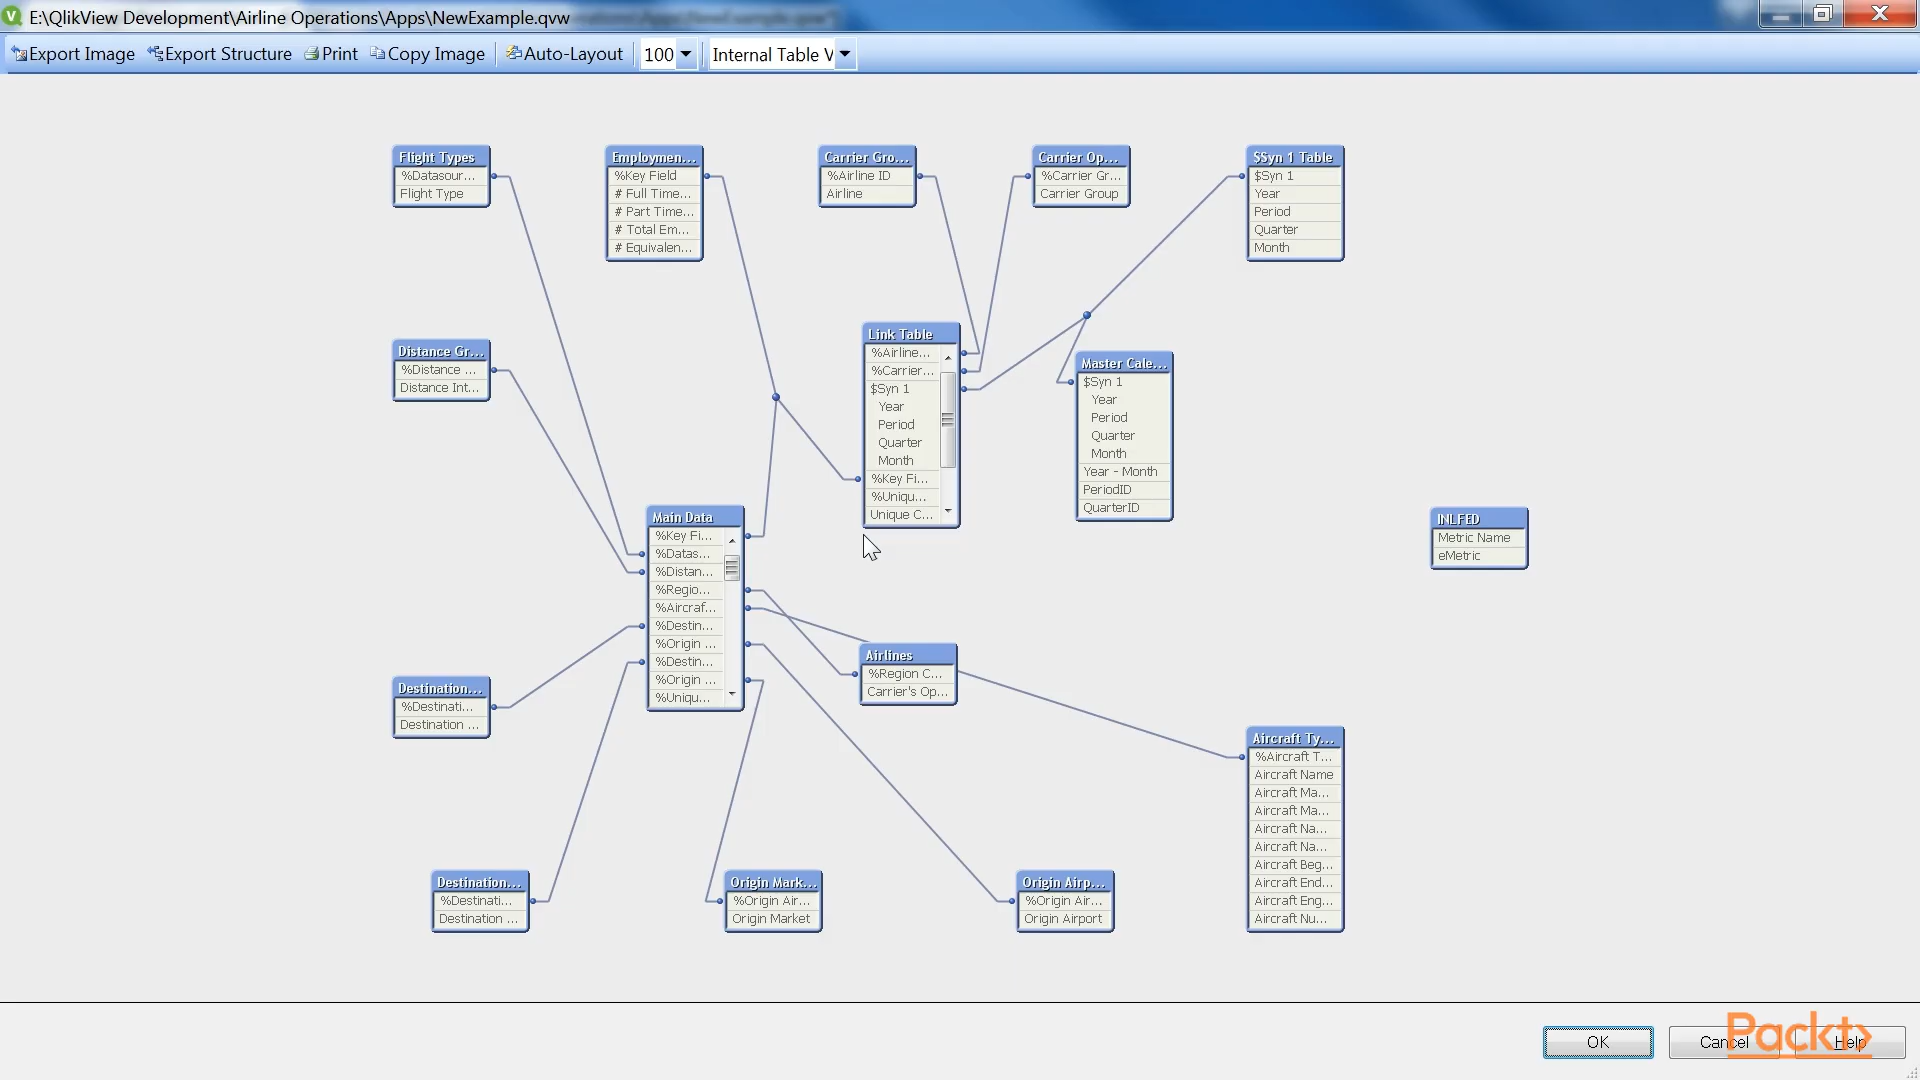 E:\QlikView Development\Airline Operations\Apps\NewExample.qvw
Export Image Export Structure Print Copy Image Auto-Layout 100 Internal Table V
Flight Types
%Datasour...
Flight Type
Employmen...
%Key Field
# Full Time...
# Part Time...
# Total Em...
# Equivalen...
Carrier Gro...
%Airline ID
Airline
Carrier Op...
%Carrier Gr...
Carrier Group
$Syn 1 Table
$Syn 1
Year
Period
Quarter
Month
Distance Gr...
%Distance ...
Distance Int...
Link Table
%Airline...
%Carrier...
$Syn 1
Year
Period
Quarter
Month
%Key Fi...
%Uniqu...
Unique C...
Master Cale...
$Syn 1
Year
Period
Quarter
Month
Year - Month
PeriodID
QuarterID
Main Data
%Key Fi...
%Datas...
%Distan...
%Regio...
%Aircraf...
%Destin...
%Origin ...
%Destin...
%Origin ...
%Uniqu...
INLFED
Metric Name
eMetric
Airlines
%Region C...
Carrier's Op...
Destination...
%Destinati...
Destination ...
Aircraft Ty...
%Aircraft T...
Aircraft Name
Aircraft Ma...
Aircraft Ma...
Aircraft Na...
Aircraft Na...
Aircraft Beg...
Aircraft End...
Aircraft Eng...
Aircraft Nu...
Destination...
%Destinati...
Destination ...
Origin Mark...
%Origin Air...
Origin Market
Origin Airp...
%Origin Air...
Origin Airport
OK Cancel Help
Packt